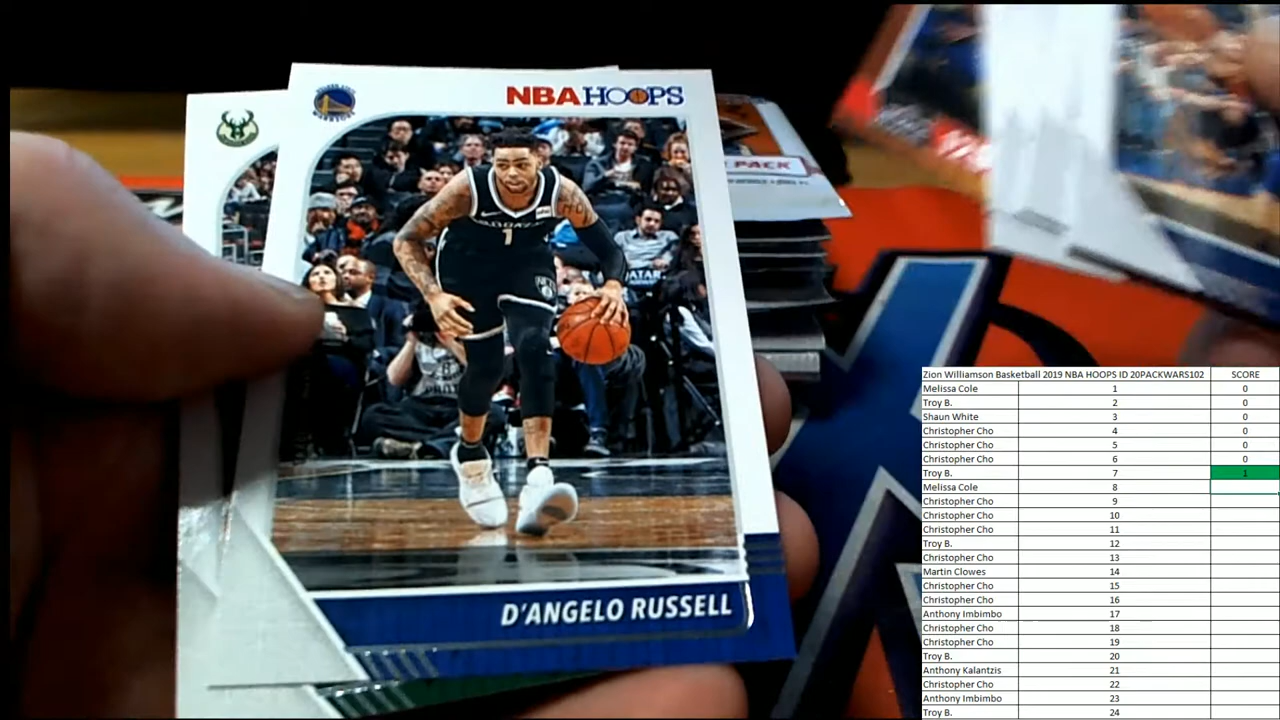 NBA HOOPS
PACK
BROOKLYN
1
D'ANGELO RUSSELL
Zion Williamson Basketball 2019 NBA HOOPS ID 20PACKWARS102 SCORE
Melissa Cole 1 0
Troy B. 2 0
Shaun White 3 0
Christopher Cho 4 0
Christopher Cho 5 0
Christopher Cho 6 0
Troy B. 7 1
Melissa Cole 8
Christopher Cho 9
Christopher Cho 10
Christopher Cho 11
Troy B. 12
Christopher Cho 13
Martin Clowes 14
Christopher Cho 15
Christopher Cho 16
Anthony Imbimbo 17
Christopher Cho 18
Christopher Cho 19
Troy B. 20
Anthony Kalantzis 21
Christopher Cho 22
Anthony Imbimbo 23
Troy B. 24